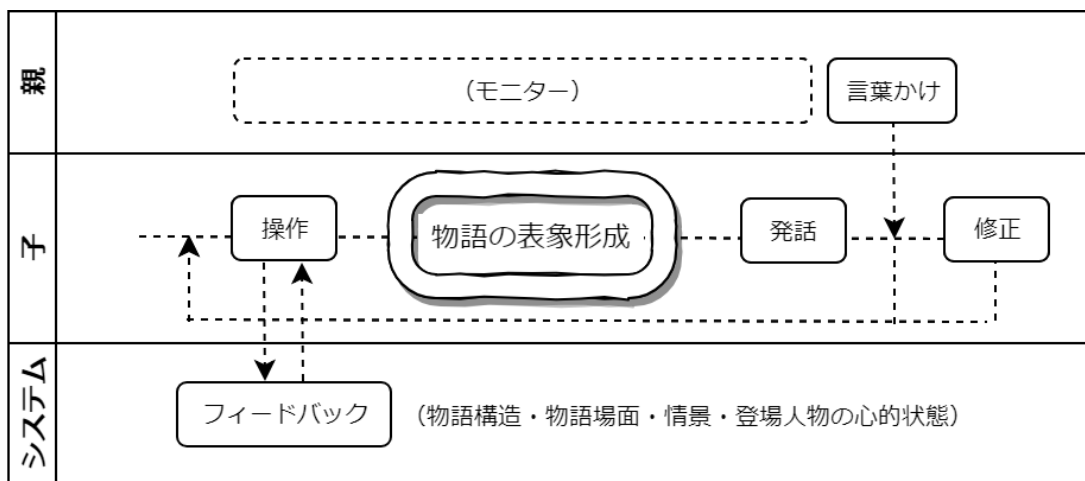 親
（モニター）
言葉かけ
子
操作
物語の表象形成
発話
修正
システム
フィードバック
（物語構造・物語場面・情景・登場人物の心的状態）